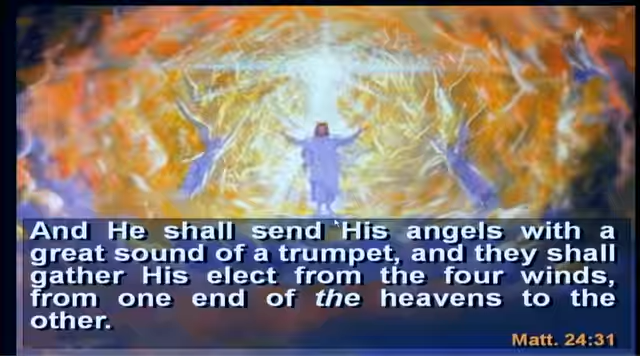 And He shall send His angels with a
great sound of a trumpet, and they shall
gather His elect from the four winds,
from one end of the heavens to the
other.
Matt. 24:31